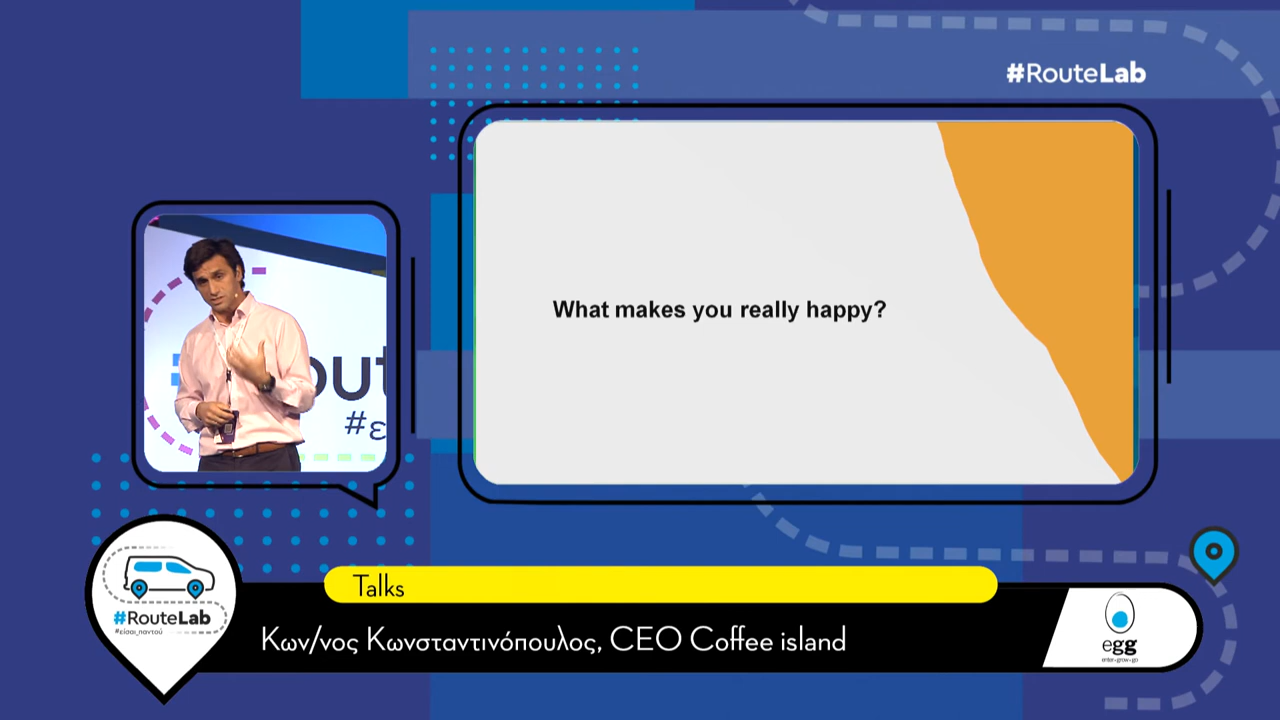 #RouteLab
What makes you really happy?
out
#ε
Talks
Κων/νος Κωνσταντινόπουλος, CEO Coffee island
#RouteLab
#είσαι_παντού
egg
enter•grow•go